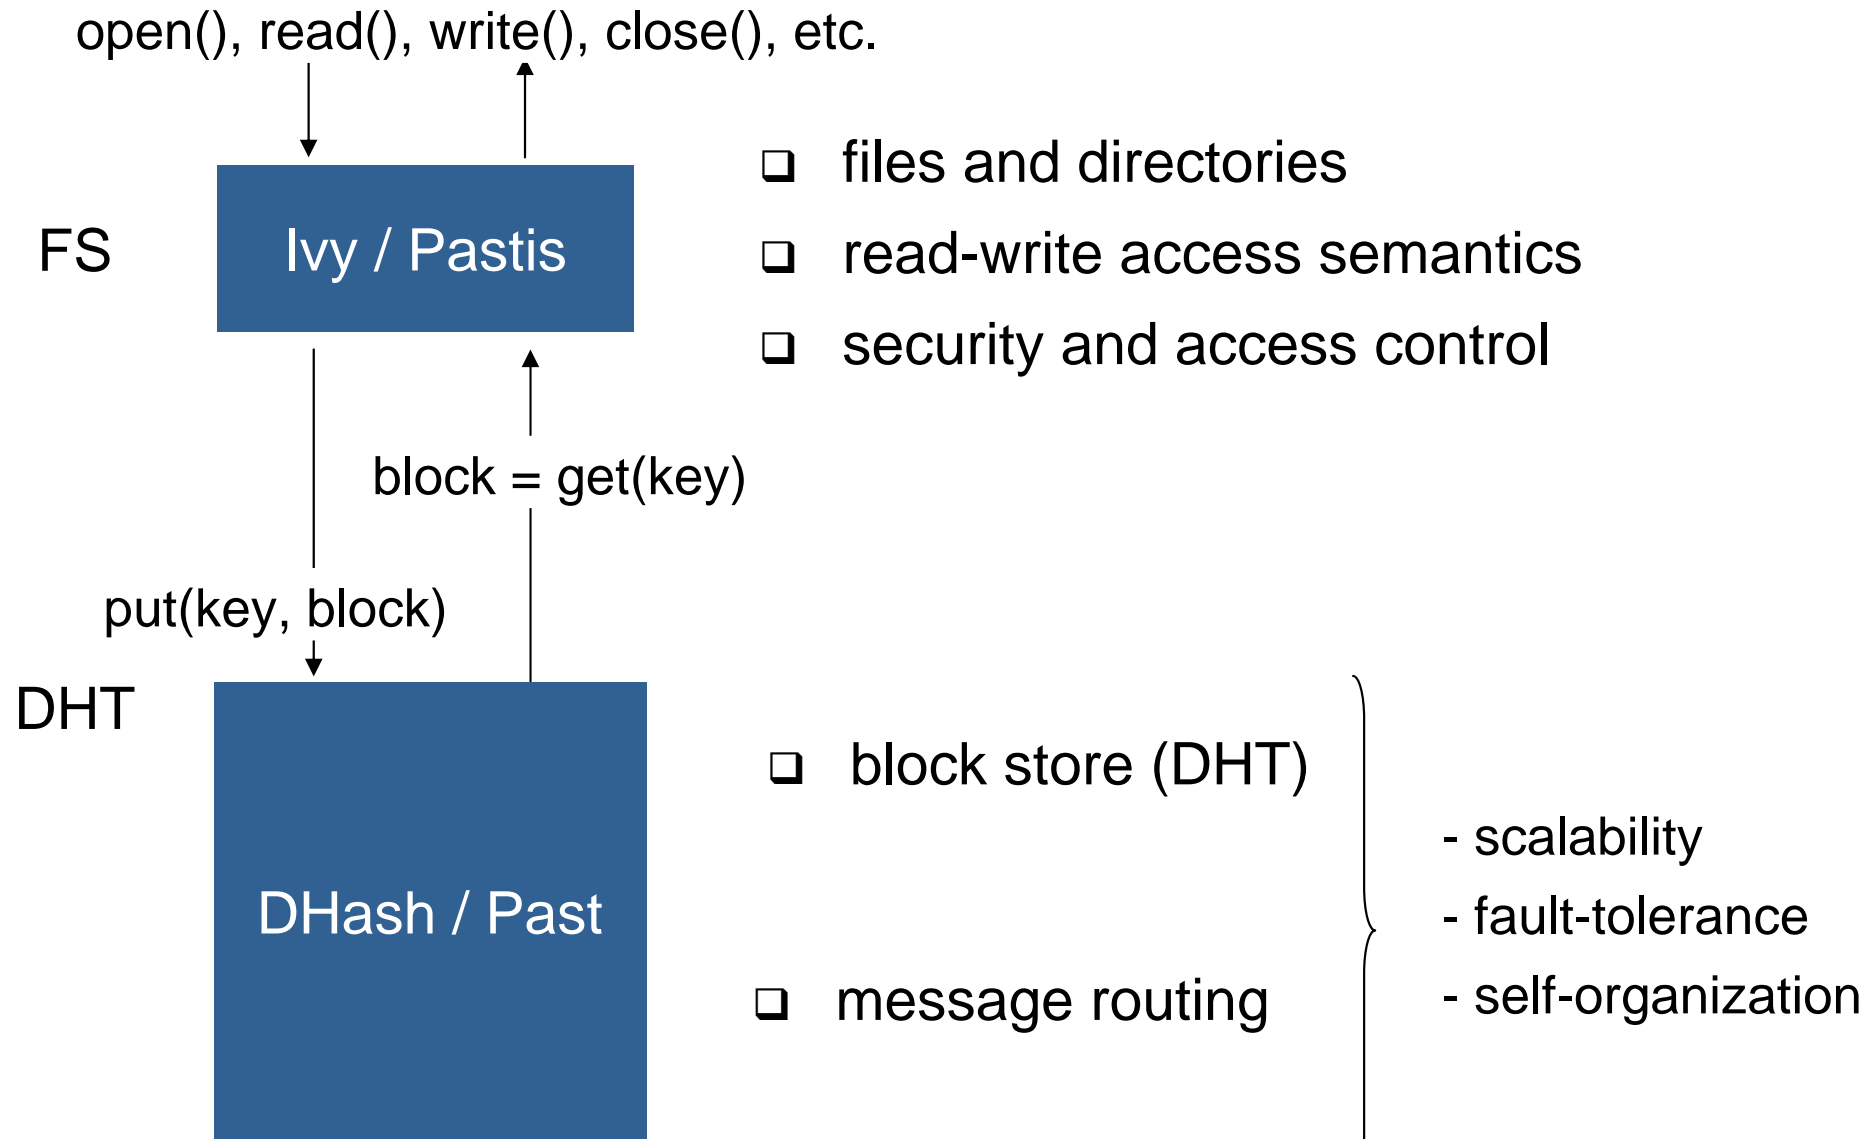 open(), read(), write(), close(), etc.
❑ files and directories
FS
Ivy / Pastis
❑ read-write access semantics
❑ security and access control
block = get(key)
put(key, block)
DHT
❑ block store (DHT)
- scalability
DHash / Past
- fault-tolerance
❑ message routing
- self-organization